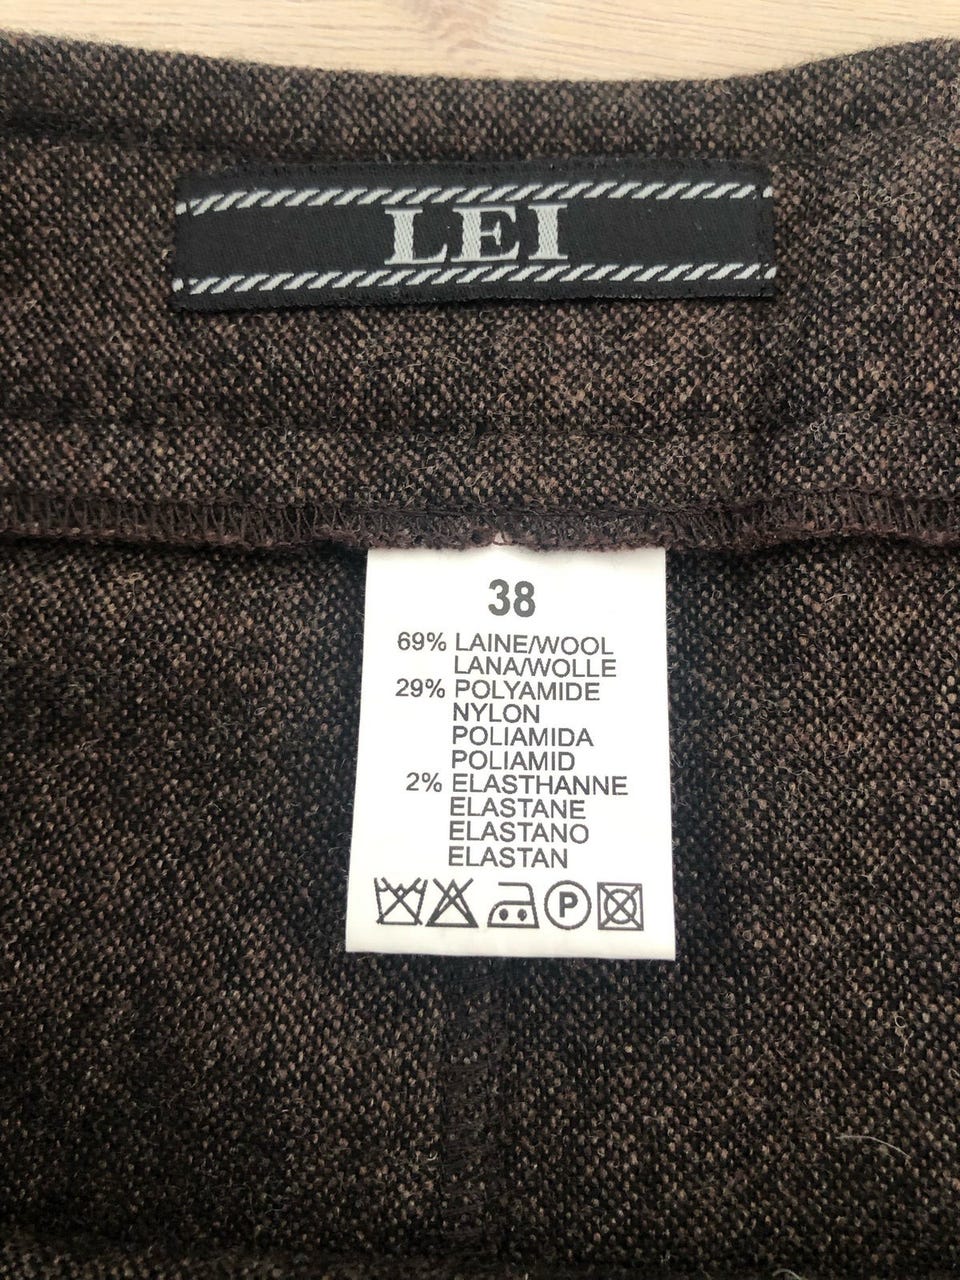 LEI
38
69% LAINE/WOOL
LANA/WOLLE
29% POLYAMIDE
NYLON
POLIAMIDA
POLIAMID
2% ELASTHANNE
ELASTANE
ELASTANO
ELASTAN
P